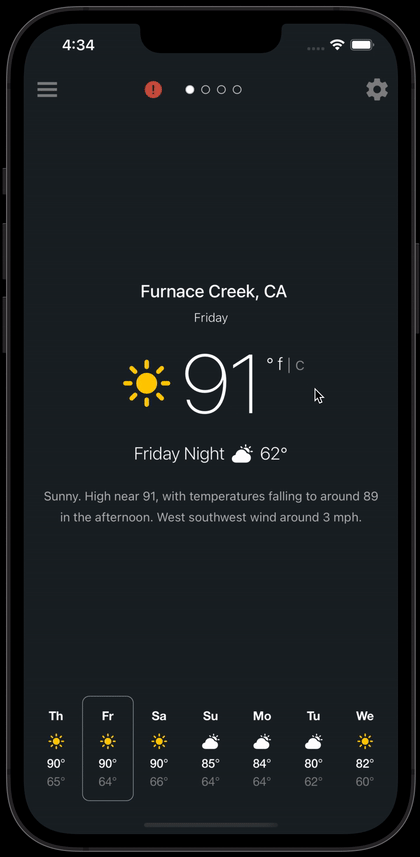 4:34
!
Furnace Creek, CA
Friday
91 ° f | c
Friday Night 62°
Sunny. High near 91, with temperatures falling to around 89
in the afternoon. West southwest wind around 3 mph.
Th Fr Sa Su Mo Tu We
90° 90° 90° 85° 84° 80° 82°
65° 64° 66° 64° 64° 62° 60°